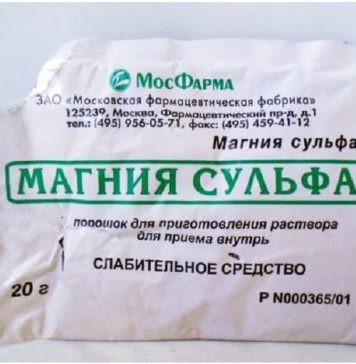 МосФарма
ЗАО «Московская фармацевтическая фабрика»
125239, Москва, Фармацевтический пр-д, д.1
тел.: (495) 956-05-71, факс: (495) 459-41-12
Магния сульфа
МАГНИЯ СУЛЬФА
порошок для приготовления раствора
для приема внутрь
СЛАБИТЕЛЬНОЕ СРЕДСТВО
20 г
Р N000365/01